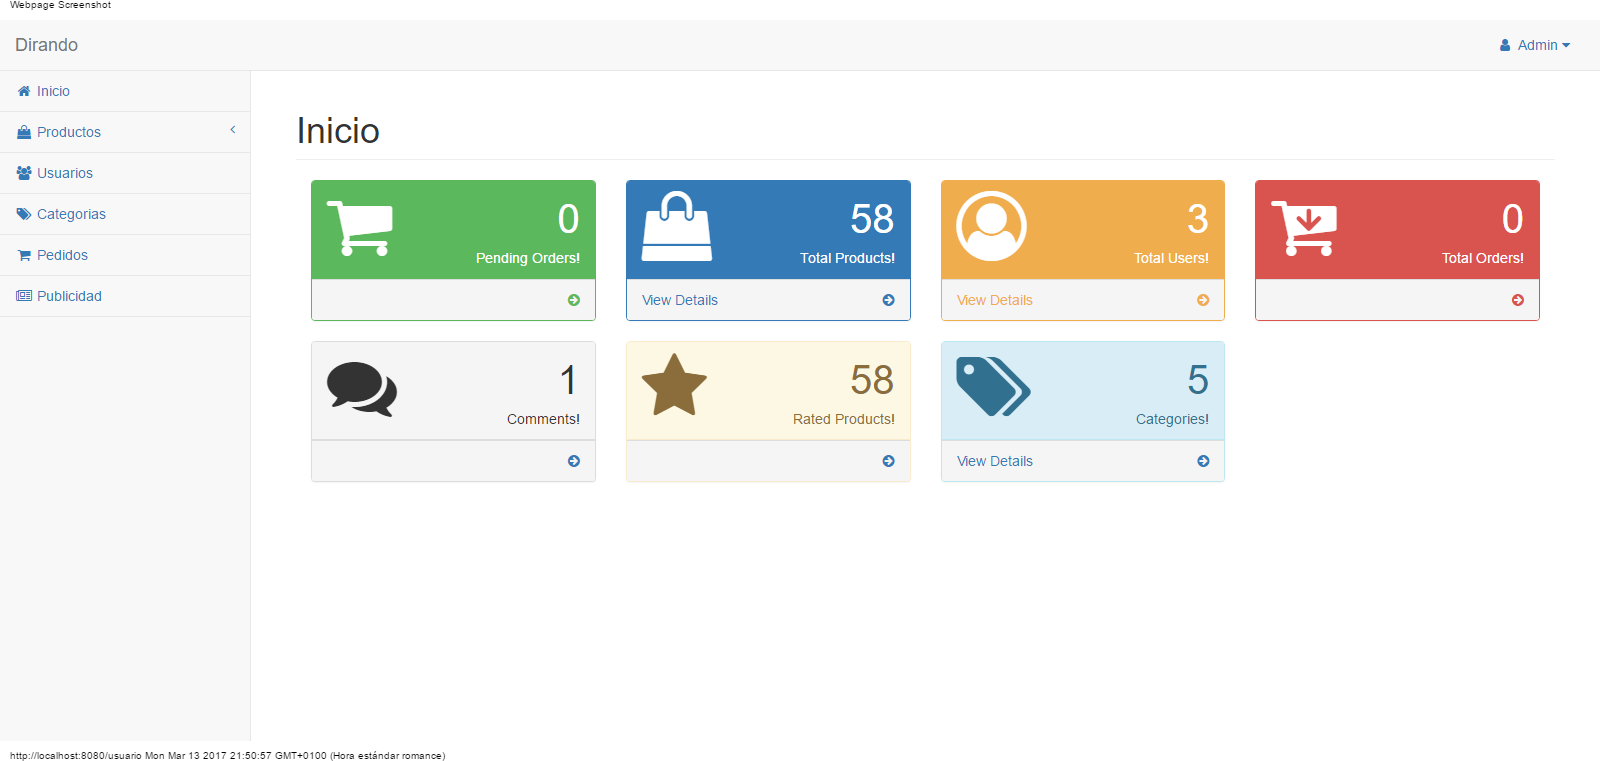 Webpage Screenshot
Dirando
Admin
Inicio
Productos
Usuarios
Categorias
Pedidos
Publicidad
Inicio
0
Pending Orders!
58
Total Products!
View Details
3
Total Users!
View Details
0
Total Orders!
1
Comments!
58
Rated Products!
5
Categories!
View Details
http://localhost:8080/usuario Mon Mar 13 2017 21:50:57 GMT+0100 (Hora estándar romance)